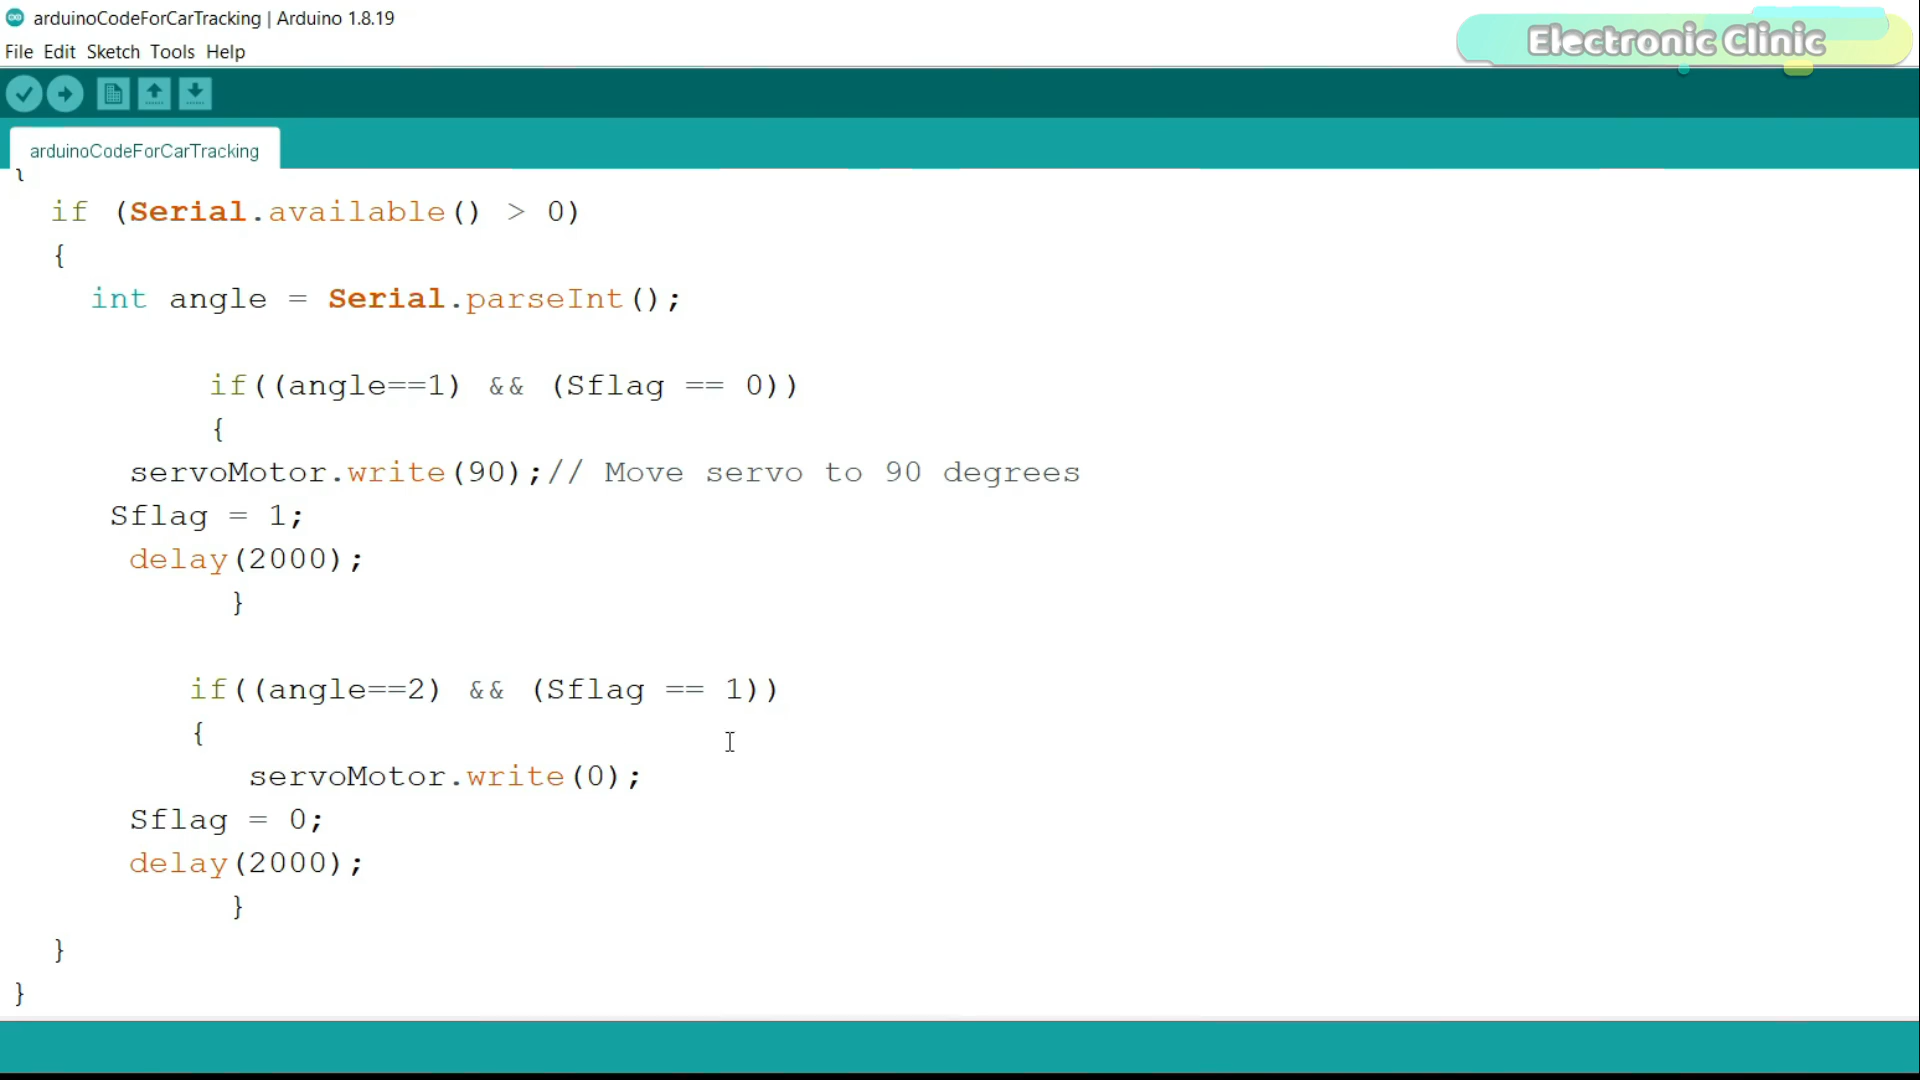 arduinoCodeForCarTracking | Arduino 1.8.19
File Edit Sketch Tools Help
Electronic Clinic
arduinoCodeForCarTracking
{
if (Serial.available() > 0)
{
int angle = Serial.parseInt();
if((angle==1) && (Sflag == 0))
{
servoMotor.write(90);// Move servo to 90 degrees
Sflag = 1;
delay(2000);
}
if((angle==2) && (Sflag == 1))
{
servoMotor.write(0);
Sflag = 0;
delay(2000);
}
}
}